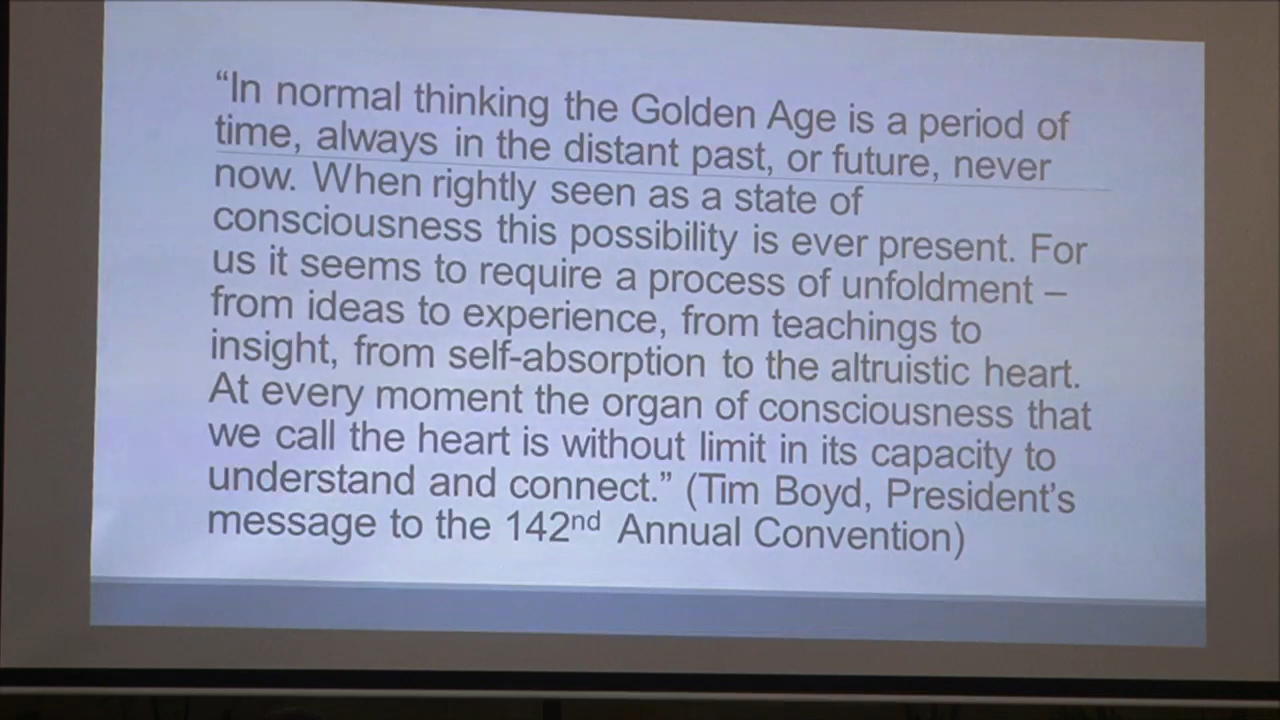 “In normal thinking the Golden Age is a period of
time, always in the distant past, or future, never
now. When rightly seen as a state of
consciousness this possibility is ever present. For
us it seems to require a process of unfoldment –
from ideas to experience, from teachings to
insight, from self-absorption to the altruistic heart.
At every moment the organ of consciousness that
we call the heart is without limit in its capacity to
understand and connect.” (Tim Boyd, President’s
message to the 142nd Annual Convention)